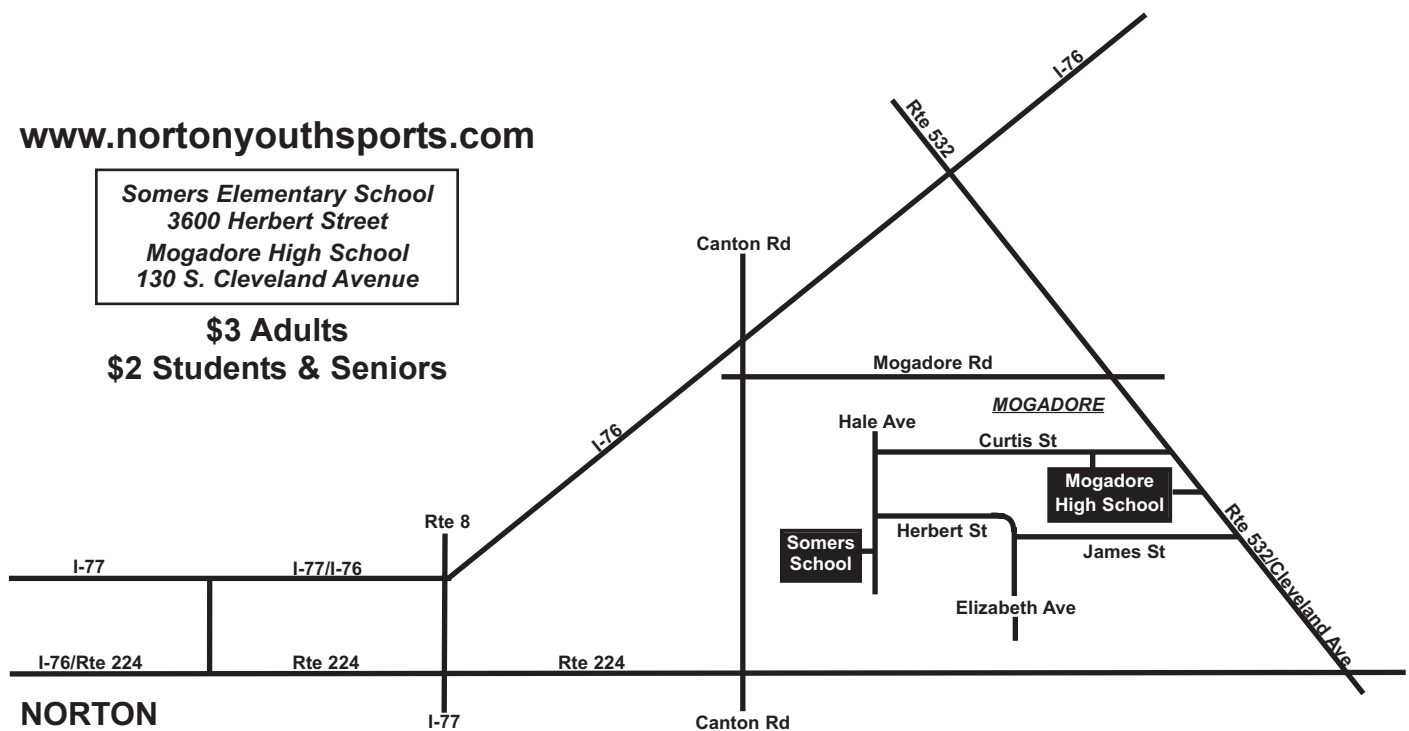 www.nortonyouthsports.com
Somers Elementary School
3600 Herbert Street
Mogadore High School
130 S. Cleveland Avenue
$3 Adults
$2 Students & Seniors
I-76
Rte 532
Canton Rd
Mogadore Rd
MOGADORE
Hale Ave
Curtis St
I-76
Mogadore
High School
Rte 8
Herbert St
Somers
School
James St
Rte 532/Cleveland Ave
I-77
I-77/I-76
Elizabeth Ave
I-76/Rte 224
Rte 224
Rte 224
NORTON
I-77
Canton Rd